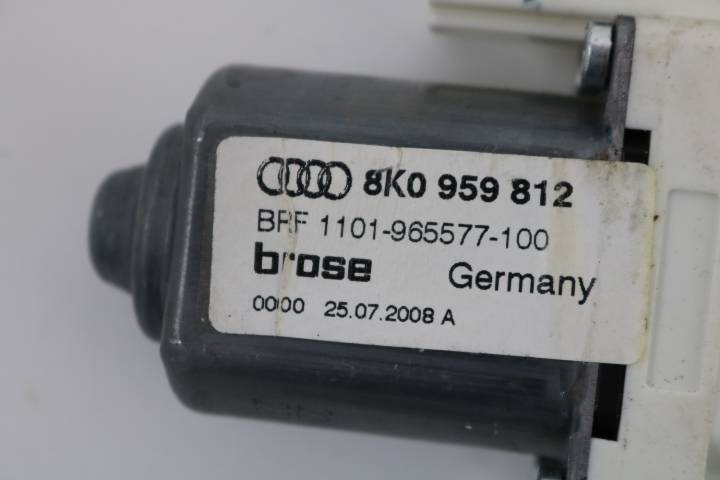 8K0 959 812
BRF 1101-965577-100
brose Germany
0000 25.07.2008 A